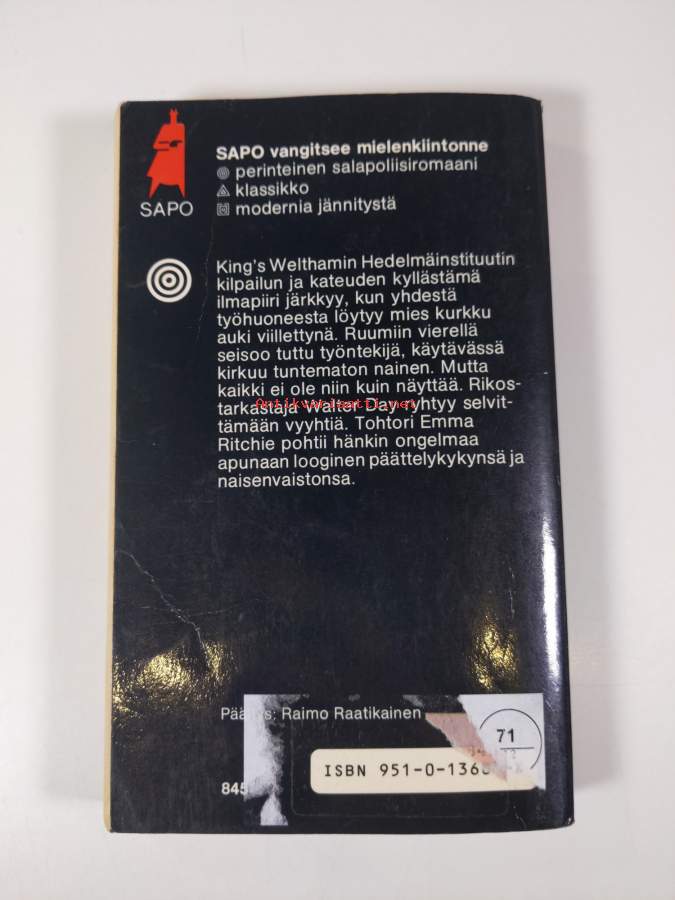 SAPO vangitsee mielenkiintonne
perinteinen salapoliisiromaani
klassikko
modernia jännitystä
SAPO
King's Welthamin Hedelmäinstituutin
kilpailun ja kateuden kyllästämä
ilmapiiri järkkyy, kun yhdestä
työhuoneesta löytyy mies kurkku
auki viillettynä. Ruumiin vierellä
seisoo tuttu työntekijä, käytävässä
kirkuu tuntematon nainen. Mutta
kaikki ei ole niin kuin näyttää. Rikos-
tarkastaja Walter Day ryhtyy selvit-
Antikvariaatti.net
tämään vyyhtiä. Tohtori Emma
Ritchie pohtii hänkin ongelmaa
apunaan looginen päättelykykynsä ja
naisenvaistonsa.
Raimo Raatikainen
71
ISBN 951-0-136
845